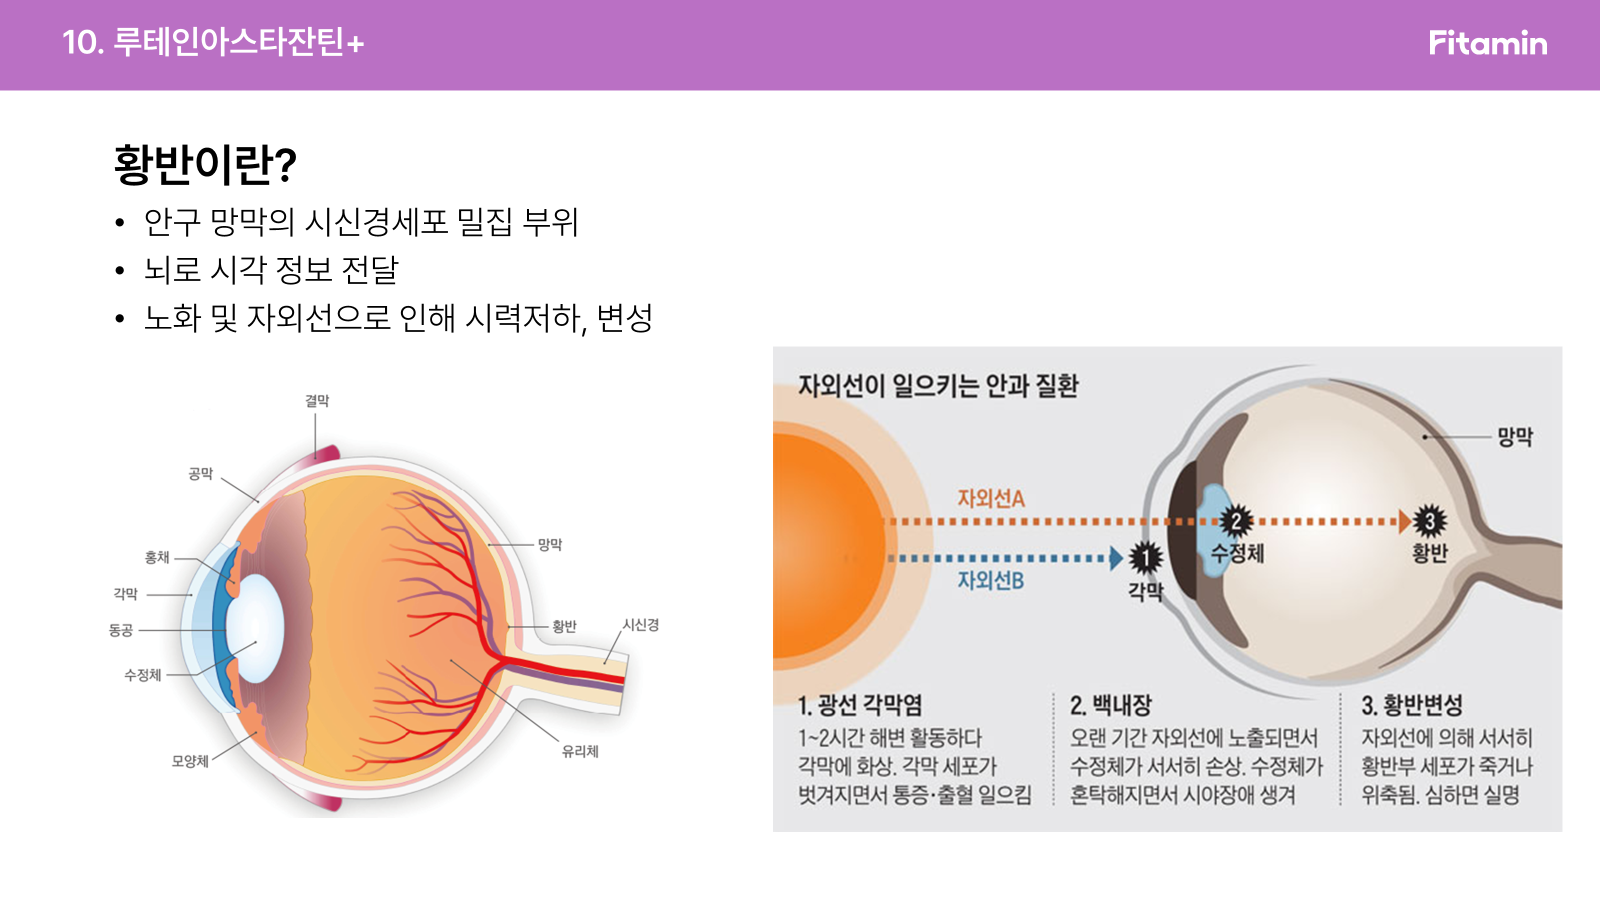 10. 루테인아스타잔틴+
Fitamin
황반이란?
• 안구 망막의 시신경세포 밀집 부위
• 뇌로 시각 정보 전달
• 노화 및 자외선으로 인해 시력저하, 변성
결막
공막
홍채
각막
동공
수정체
모양체
망막
황반
시신경
유리체
자외선이 일으키는 안과 질환
망막
자외선A
자외선B
1
각막
2
수정체
3
황반
1. 광선 각막염
1~2시간 해변 활동하다
각막에 화상. 각막 세포가
벗겨지면서 통증·출혈 일으킴
2. 백내장
오랜 기간 자외선에 노출되면서
수정체가 서서히 손상. 수정체가
혼탁해지면서 시야장애 생겨
3. 황반변성
자외선에 의해 서서히
황반부 세포가 죽거나
위축됨. 심하면 실명